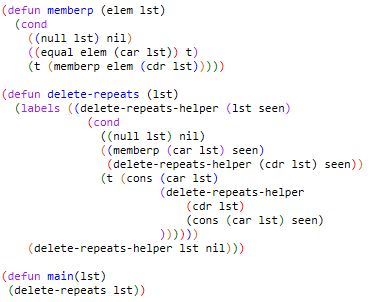 (defun memberp (elem lst)
  (cond
    ((null lst) nil)
    ((equal elem (car lst)) t)
    (t (memberp elem (cdr lst)))))

(defun delete-repeats (lst)
  (labels ((delete-repeats-helper (lst seen)
             (cond
               ((null lst) nil)
               ((memberp (car lst) seen)
                (delete-repeats-helper (cdr lst) seen))
               (t (cons (car lst)
                        (delete-repeats-helper
                            (cdr lst)
                            (cons (car lst) seen)
                        ))))))
    (delete-repeats-helper lst nil)))

(defun main(lst)
 (delete-repeats lst))